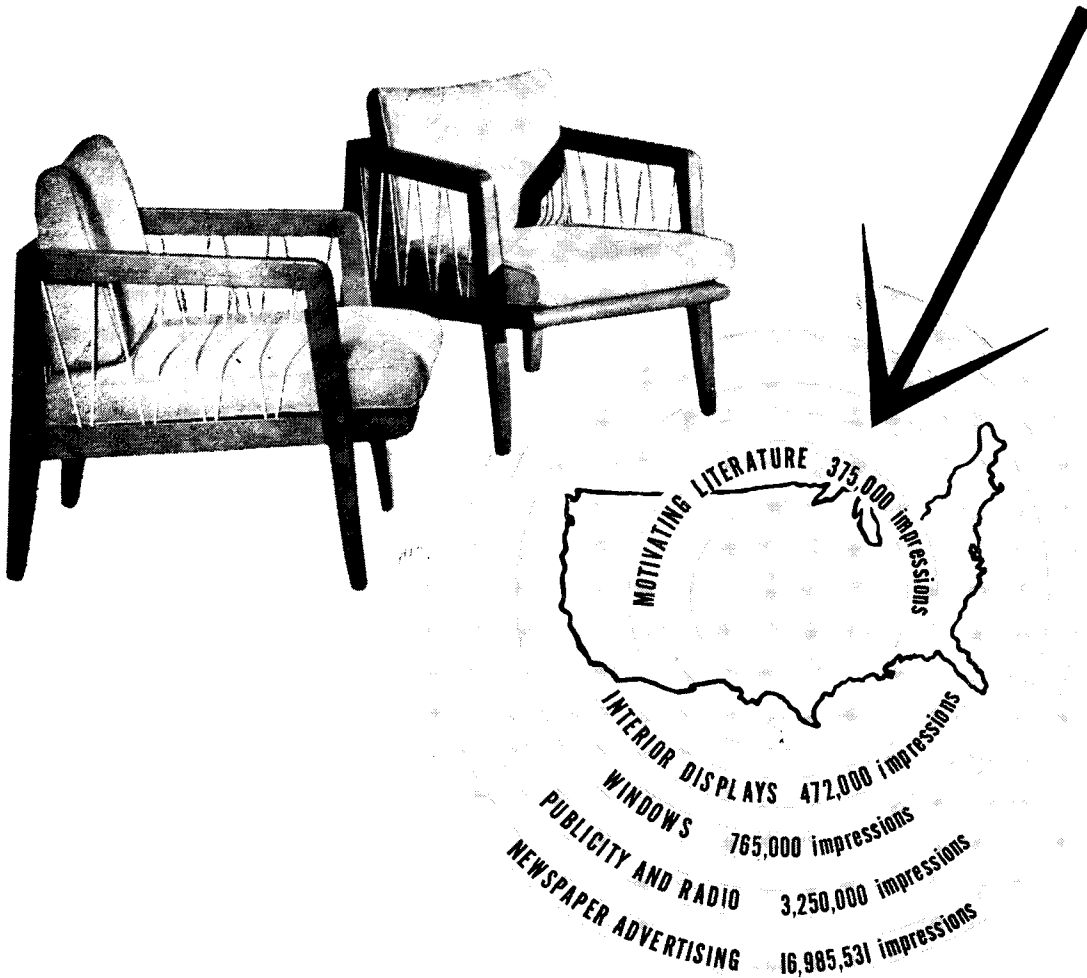 MOTIVATING LITERATURE 375,000 impressions
INTERIOR DISPLAYS 472,000 impressions
WINDOWS 765,000 impressions
PUBLICITY AND RADIO 3,250,000 impressions
NEWSPAPER ADVERTISING 16,985,531 impressions